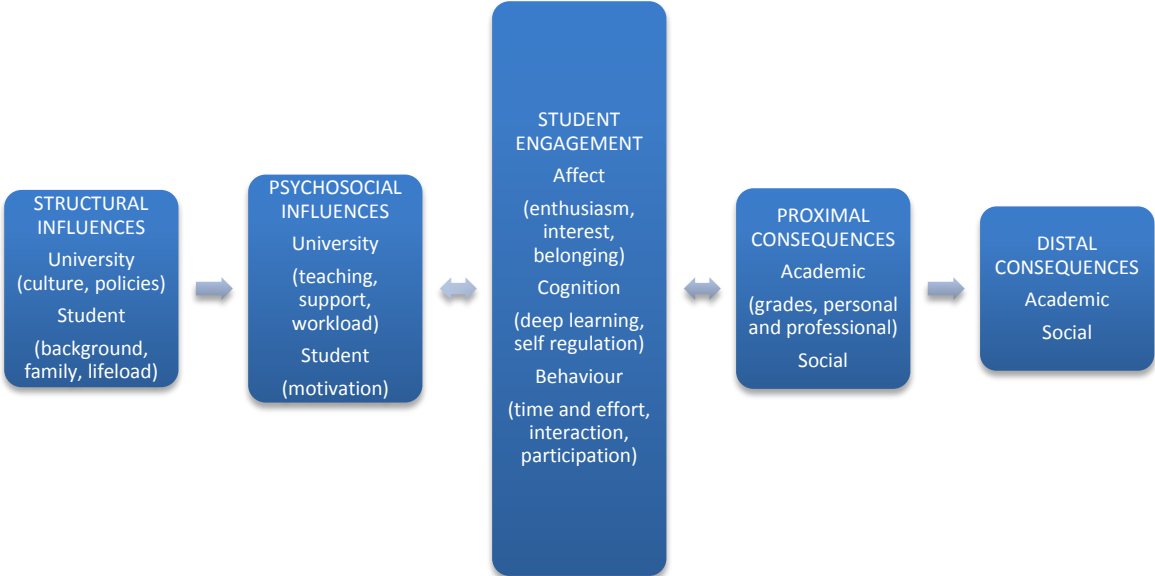 STRUCTURAL
INFLUENCES
University
(culture, policies)
Student
(background,
family, lifeload)
PSYCHOSOCIAL
INFLUENCES
University
(teaching,
support,
workload)
Student
(motivation)
STUDENT
ENGAGEMENT
Affect
(enthusiasm,
interest,
belonging)
Cognition
(deep learning,
self regulation)
Behaviour
(time and effort,
interaction,
participation)
PROXIMAL
CONSEQUENCES
Academic
(grades, personal
and professional)
Social
DISTAL
CONSEQUENCES
Academic
Social